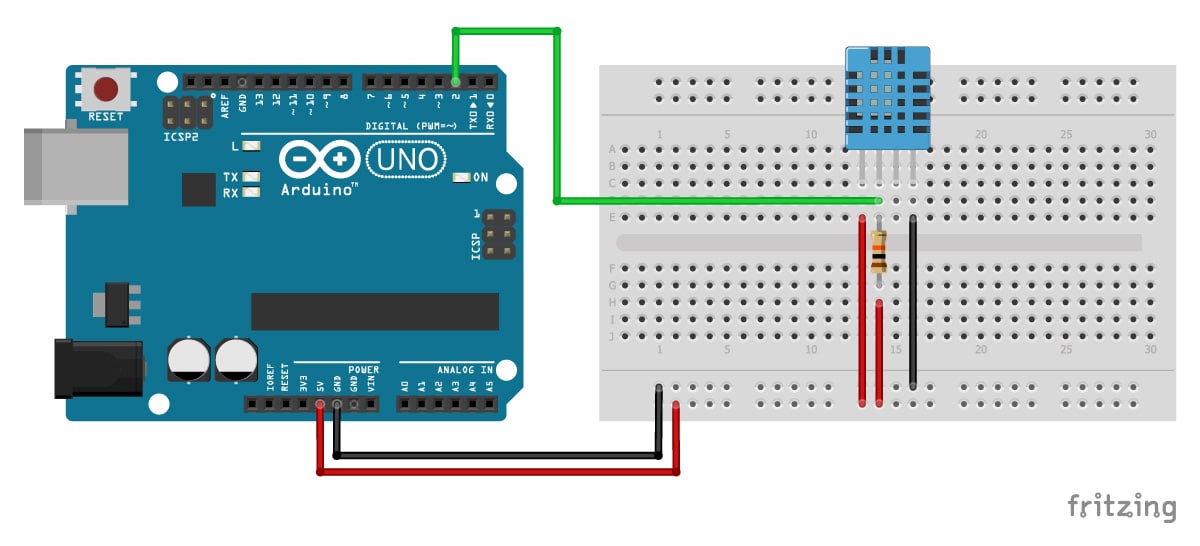 RESET
ICSP2
AREF
GND
13
12
~11
~10
~9
8
7
~6
~5
4
~3
2
TX0▶1
RX0◀0
DIGITAL (PWM=~)
L
TX
RX
Arduino™
UNO
ON
1
ICSP
IOREF
RESET
3V3
5V
GND
GND
VIN
POWER
ANALOG IN
A0
A1
A2
A3
A4
A5
1 5 10 15 20 25 30
A
B
C
E
F
G
H
I
J
1 5 10 15 20 25 30
fritzing